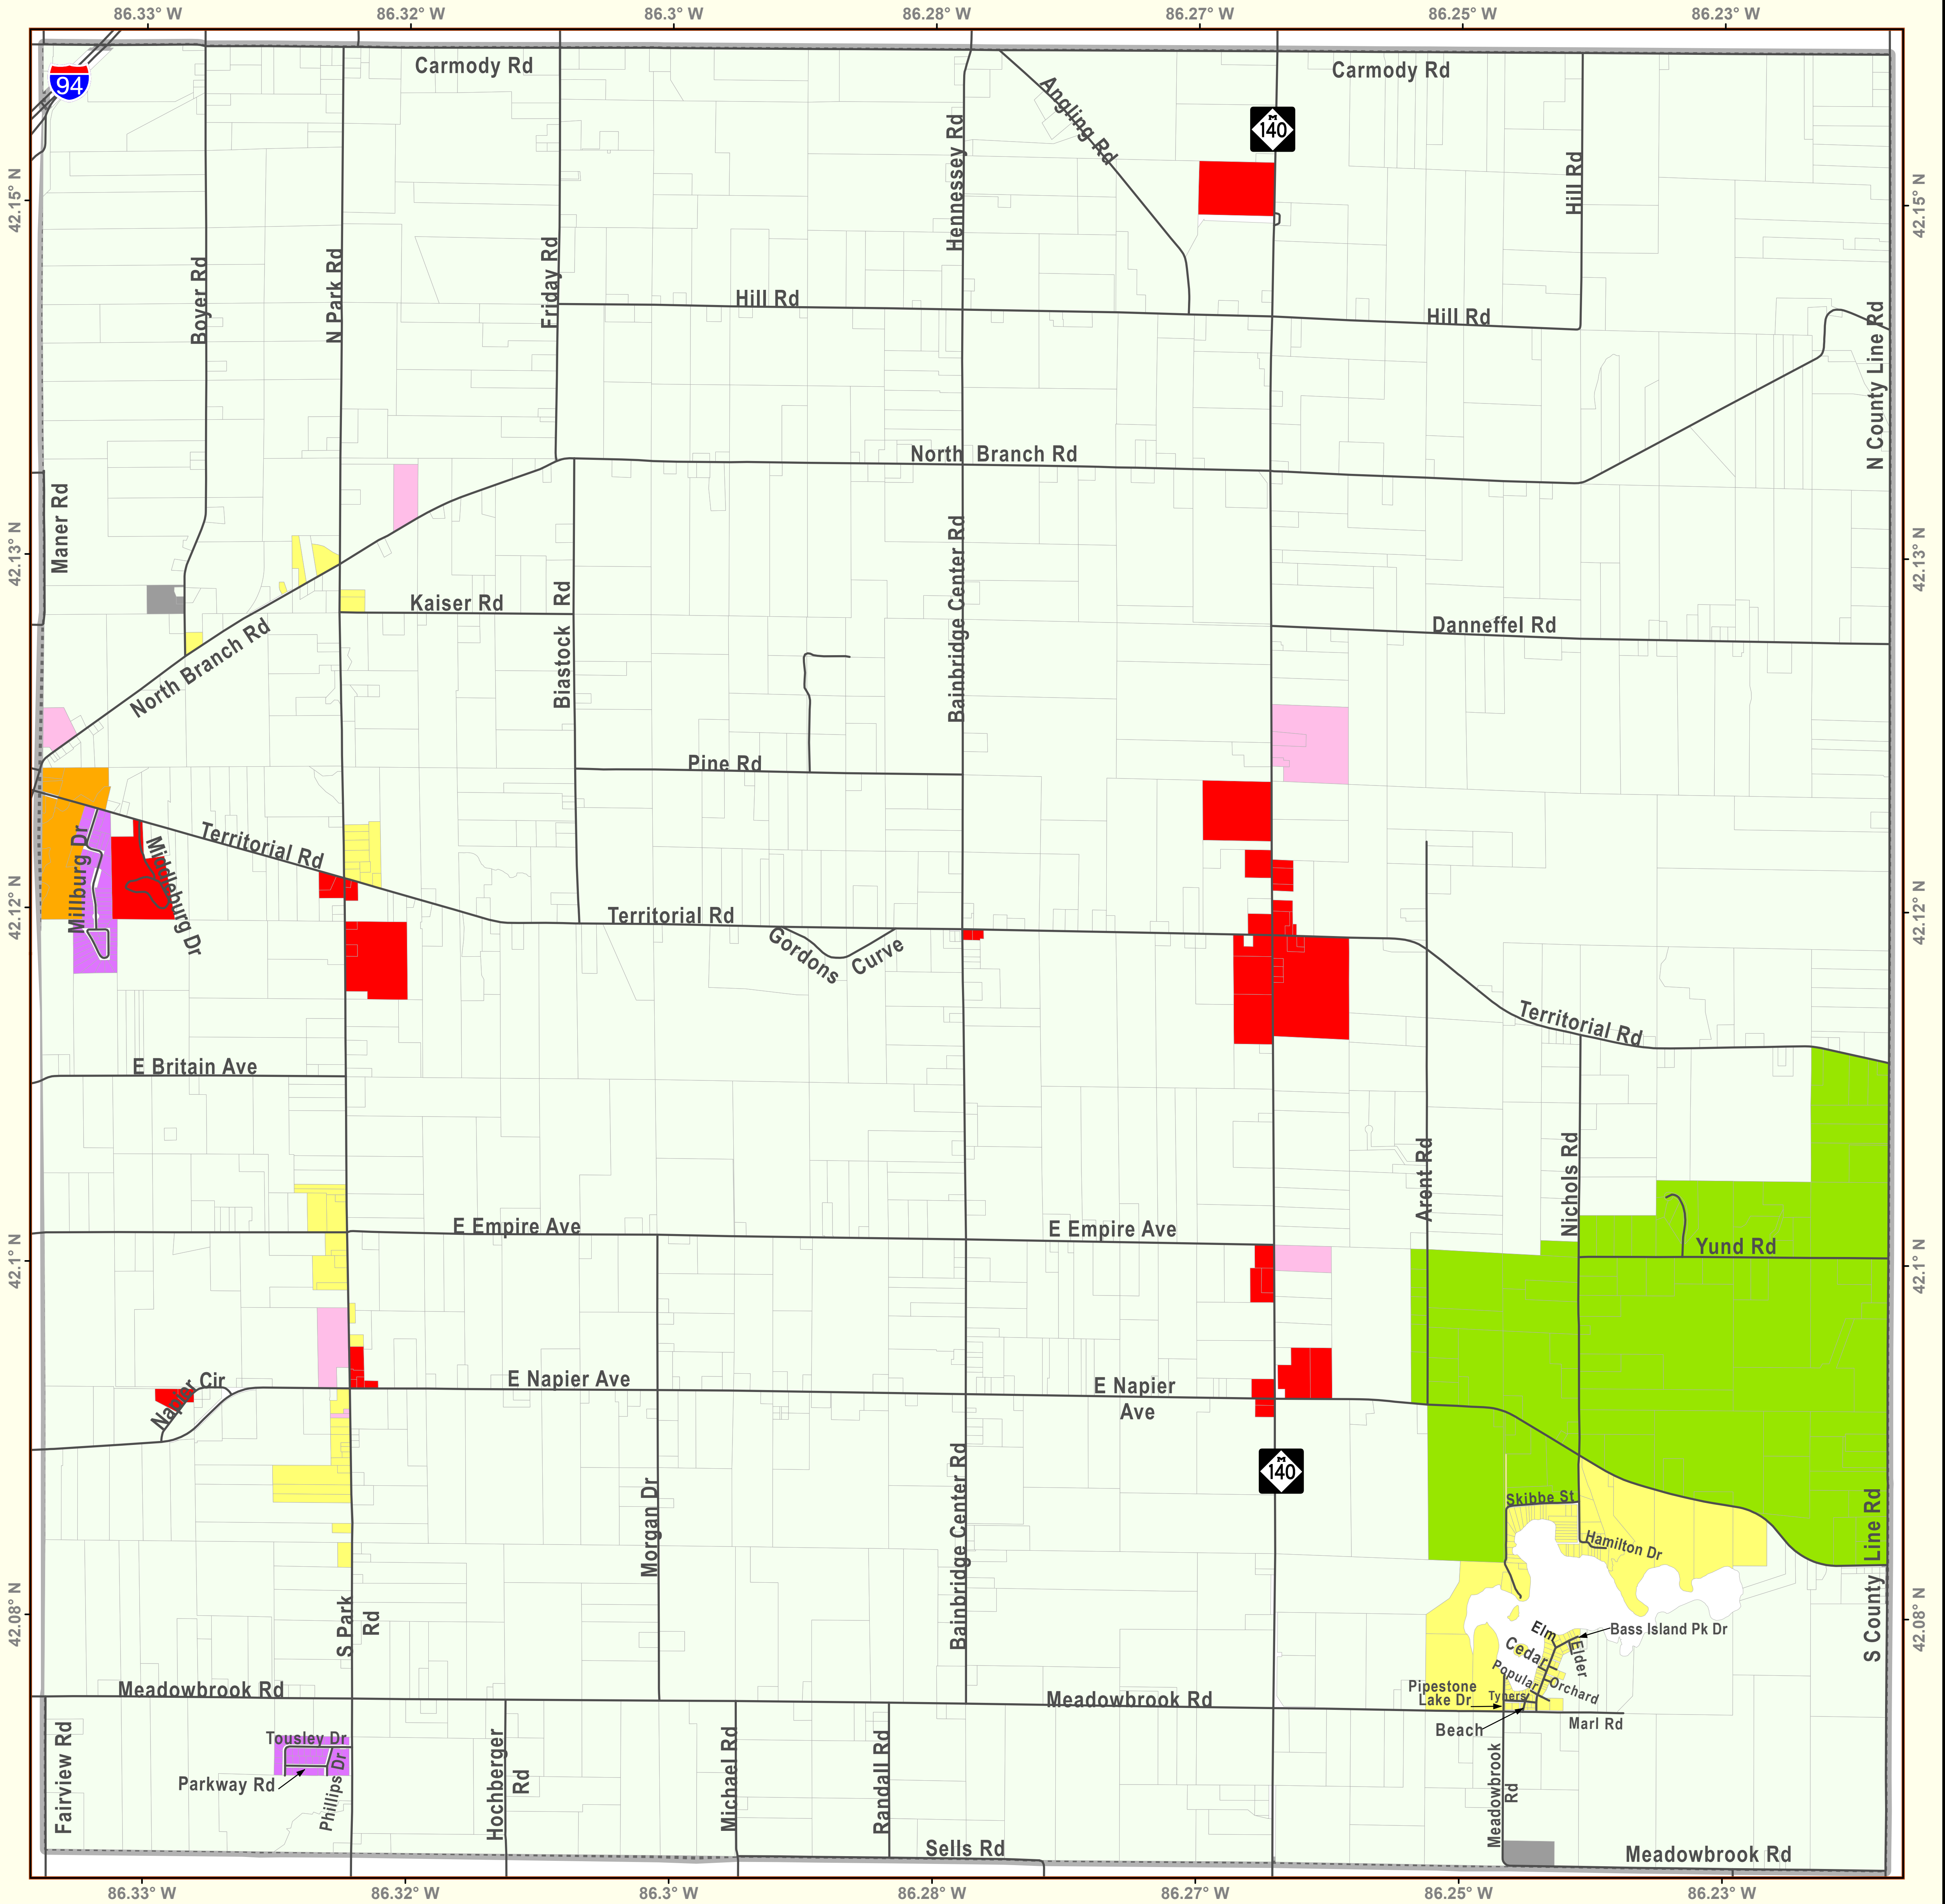 86.33° W 86.32° W 86.3° W 86.28° W 86.27° W 86.25° W 86.23° W
94
Carmody Rd
Carmody Rd
Angling Rd
M
140
Hennessey Rd
Hill Rd
42.15° N
42.15° N
Boyer Rd
N Park Rd
Friday Rd
Hill Rd
Hill Rd
N County Line Rd
North Branch Rd
Maner Rd
42.13° N
42.13° N
Bainbridge Center Rd
Kaiser Rd
Biastock Rd
Danneffel Rd
North Branch Rd
Pine Rd
Millburg Dr
Middleburg Dr
Territorial Rd
42.12° N
42.12° N
Territorial Rd
Gordons Curve
Territorial Rd
E Britain Ave
Arent Rd
Nichols Rd
E Empire Ave
E Empire Ave
Yund Rd
42.1° N
42.1° N
Napier Cir
E Napier Ave
E Napier
Ave
M
140
Morgan Dr
Bainbridge Center Rd
Skibbe St
Hamilton Dr
S County Line Rd
42.08° N
42.08° N
S Park
Rd
Elm
Bass Island Pk Dr
Cedar
Elder
Popular
Orchard
Pipestone
Lake Dr
Tyners
Meadowbrook Rd
Meadowbrook Rd
Beach
Marl Rd
Fairview Rd
Tousley Dr
Parkway Rd
Phillips Dr
Hochberger
Rd
Michael Rd
Randall Rd
Meadowbrook
Rd
Sells Rd
Meadowbrook Rd
86.33° W 86.32° W 86.3° W 86.28° W 86.27° W 86.25° W 86.23° W